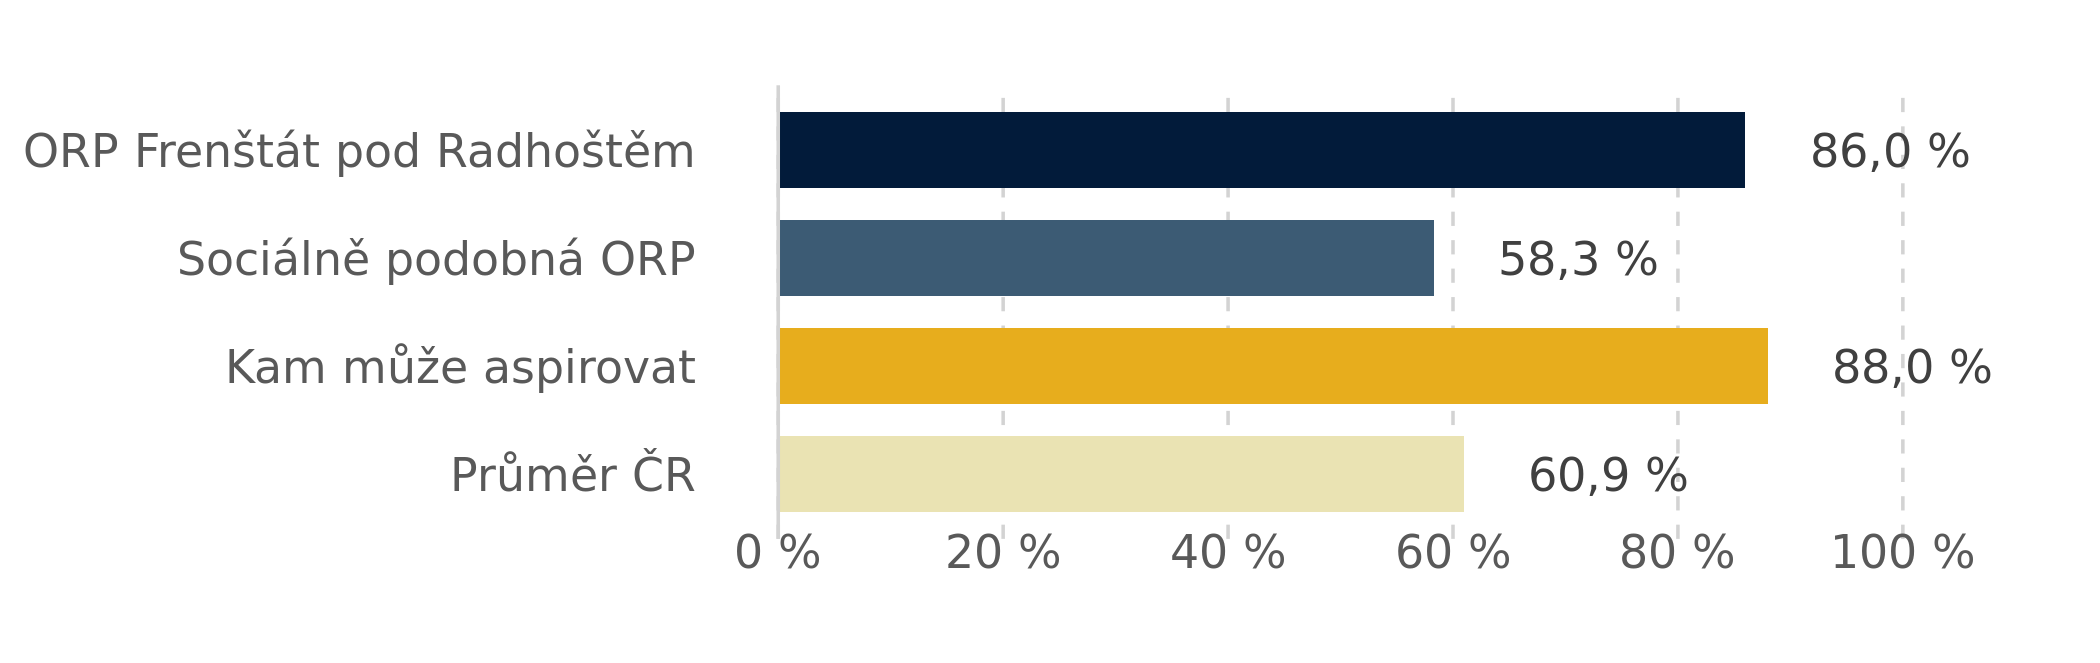 ORP Frenštát pod Radhoštěm 86,0 %
Sociálně podobná ORP 58,3 %
Kam může aspirovat 88,0 %
Průměr ČR 60,9 %
0 % 20 % 40 % 60 % 80 % 100 %